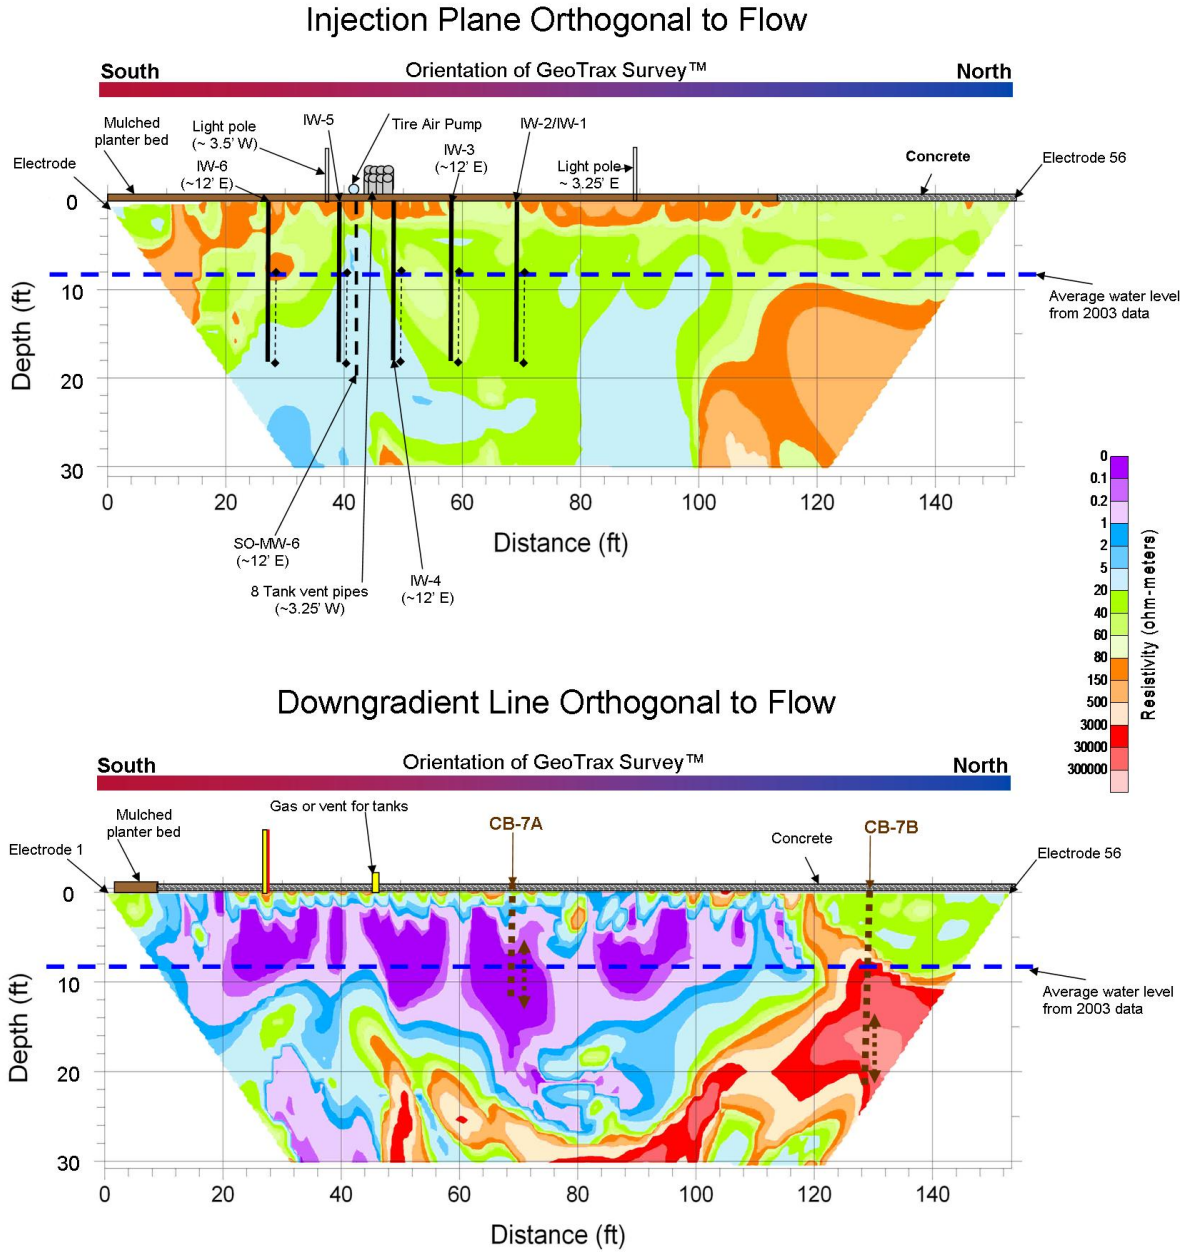 Injection Plane Orthogonal to Flow
South
Orientation of GeoTrax Survey™
North
Mulched
planter bed
Light pole
(~ 3.5' W)
IW-5
Tire Air Pump
IW-2/IW-1
IW-3
(~12' E)
Electrode
IW-6
(~12' E)
Light pole
~ 3.25' E
Concrete
Electrode 56
0
10
20
30
Depth (ft)
Average water level
from 2003 data
0
20
40
60
80
100
120
140
Distance (ft)
SO-MW-6
(~12' E)
8 Tank vent pipes
(~3.25' W)
IW-4
(~12' E)
0
0.1
0.2
1
2
5
20
40
60
80
150
500
3000
30000
300000
Resistivity (ohm-meters)
Downgradient Line Orthogonal to Flow
South
Orientation of GeoTrax Survey™
North
Mulched
planter bed
Gas or vent for tanks
CB-7A
Concrete
CB-7B
Electrode 1
Electrode 56
0
10
20
30
Depth (ft)
Average water level
from 2003 data
0
20
40
60
80
100
120
140
Distance (ft)